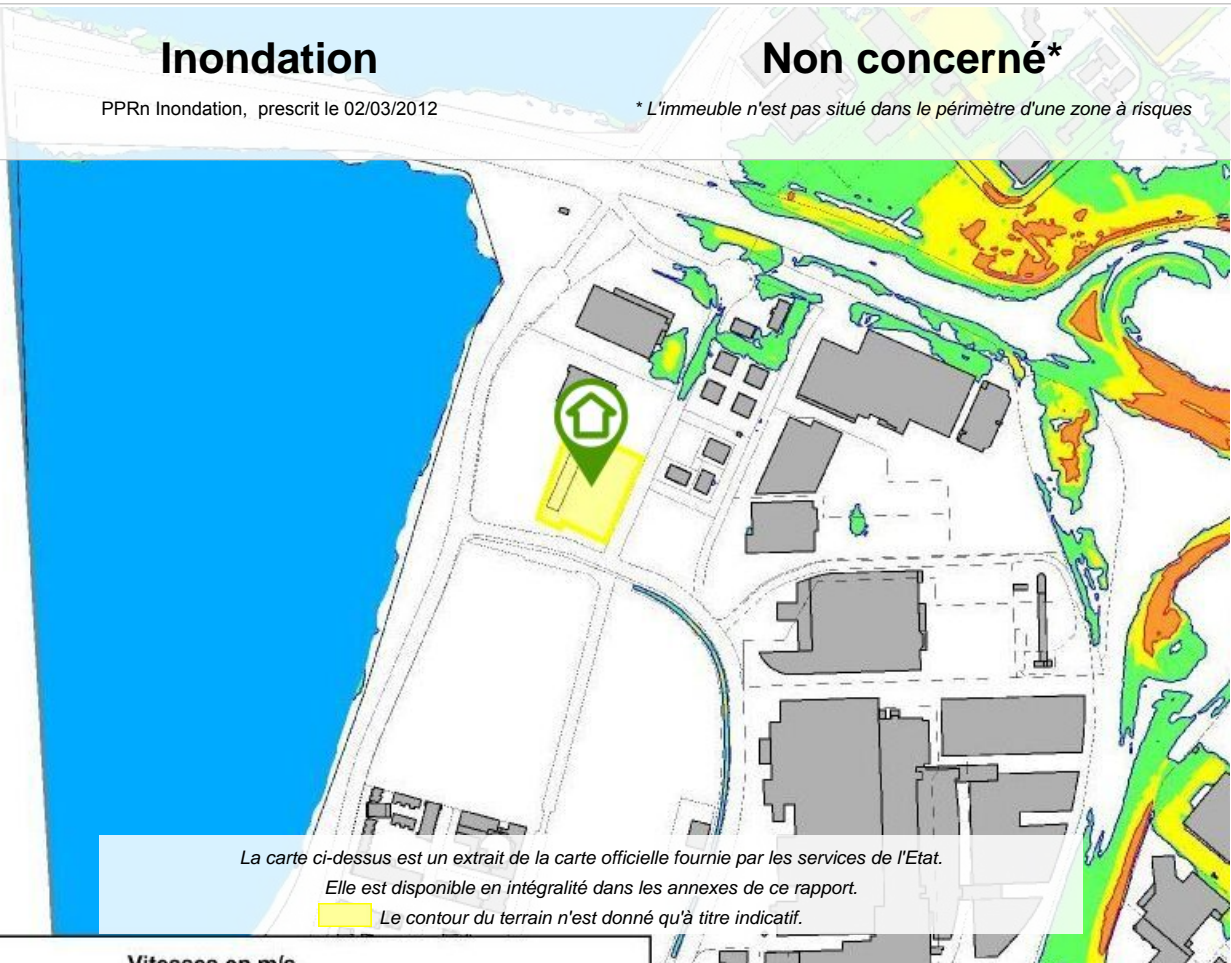 Inondation
Non concerné*
PPRn Inondation, prescrit le 02/03/2012
* L'immeuble n'est pas situé dans le périmètre d'une zone à risques
La carte ci-dessus est un extrait de la carte officielle fournie par les services de l'Etat.
Elle est disponible en intégralité dans les annexes de ce rapport.
Le contour du terrain n'est donné qu'à titre indicatif.
Vitesses en m/s